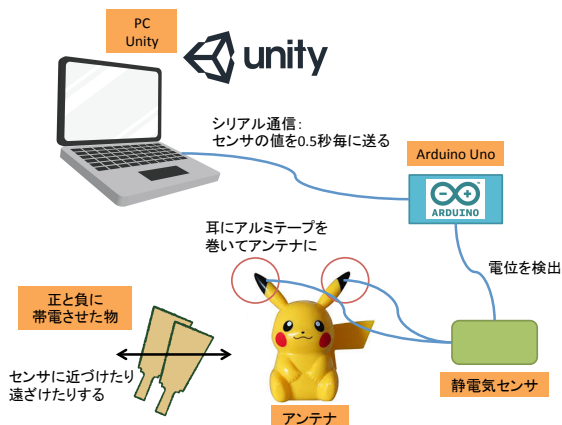 PC
Unity
unity
シリアル通信：
センサの値を0.5秒毎に送る
Arduino Uno
ARDUINO
耳にアルミテープを
巻いてアンテナに
電位を検出
正と負に
帯電させた物
センサに近づけたり
遠ざけたりする
静電気センサ
アンテナ